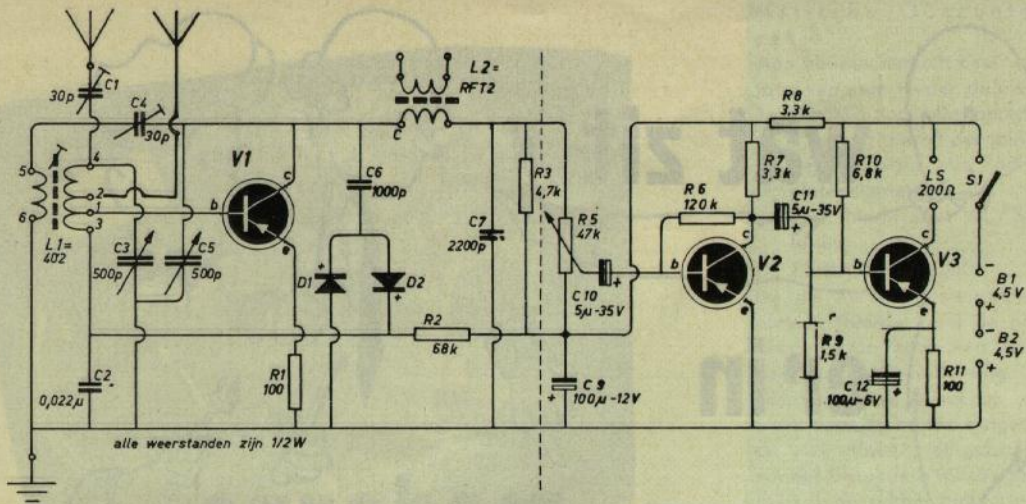 C1
30p
C4
30p
L2=
RFT2
c
R8
3,3k
5
6
4
2
1
3
L1=
402
V1
b
c
e
C6
1000p
C3
500p
C5
500p
D1
+
D2
+
C7
2200p
R3
4,7k
R5
47k
R6
120k
R7
3,3k
C11
5µ-35V
+
R10
6,8k
LS
200Ω
S1
b
c
e
V2
b
c
e
V3
C10
5µ-35V
+
R2
68k
R1
100
C2
0,022µ
C9
100µ-12V
+
R9
1,5k
C12
100µ-6V
+
R11
100
-
B1
4,5V
+
-
B2
4,5V
+
alle weerstanden zijn 1/2W
wat zijn
in